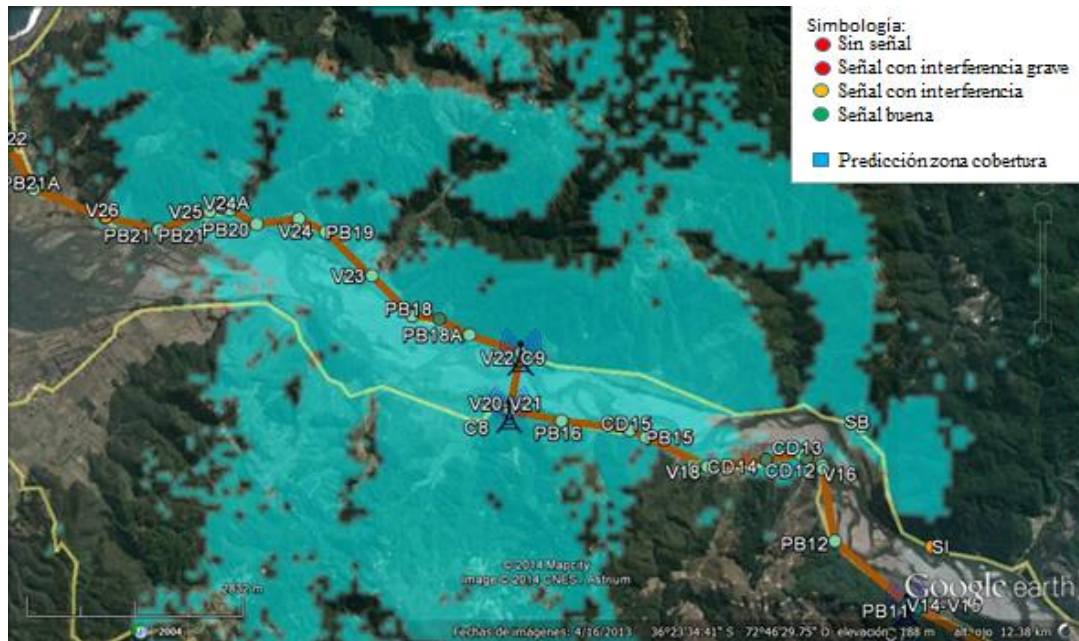 Simbología:
Sin señal
Señal con interferencia grave
Señal con interferencia
Señal buena
Predicción zona cobertura
22
PB21A
V26
PB21
PB21
V25
V24A
PB20
V24
PB19
V23
PB18
PB18A
V22
C9
V20
V21
C8
PB16
CD15
PB15
V18
CD14
CD13
CD12
V16
SB
PB12
SI
PB11
V14-V15
© 2014 Mapcity
Image © 2014 CNES / Astrium
Google earth
2832 m
2004
Fechas de imágenes: 4/16/2013 36°23'34.41" S 72°46'29.75" O elevación 188 m alt. ojo 12.38 km